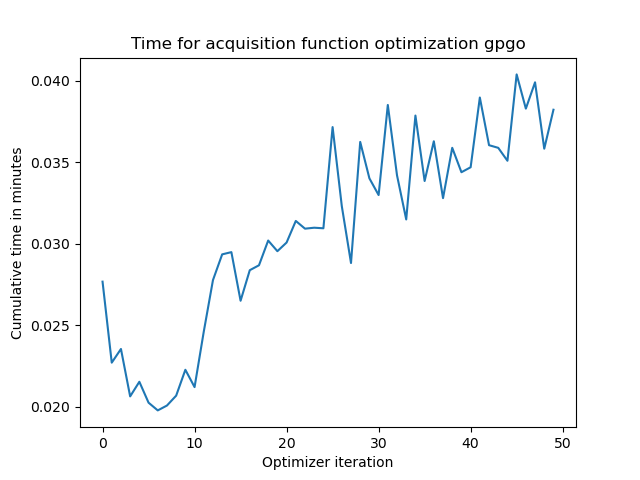 Time for acquisition function optimization gpgo
0.040
0.035
0.030
0.025
0.020
Cumulative time in minutes
0 10 20 30 40 50
Optimizer iteration